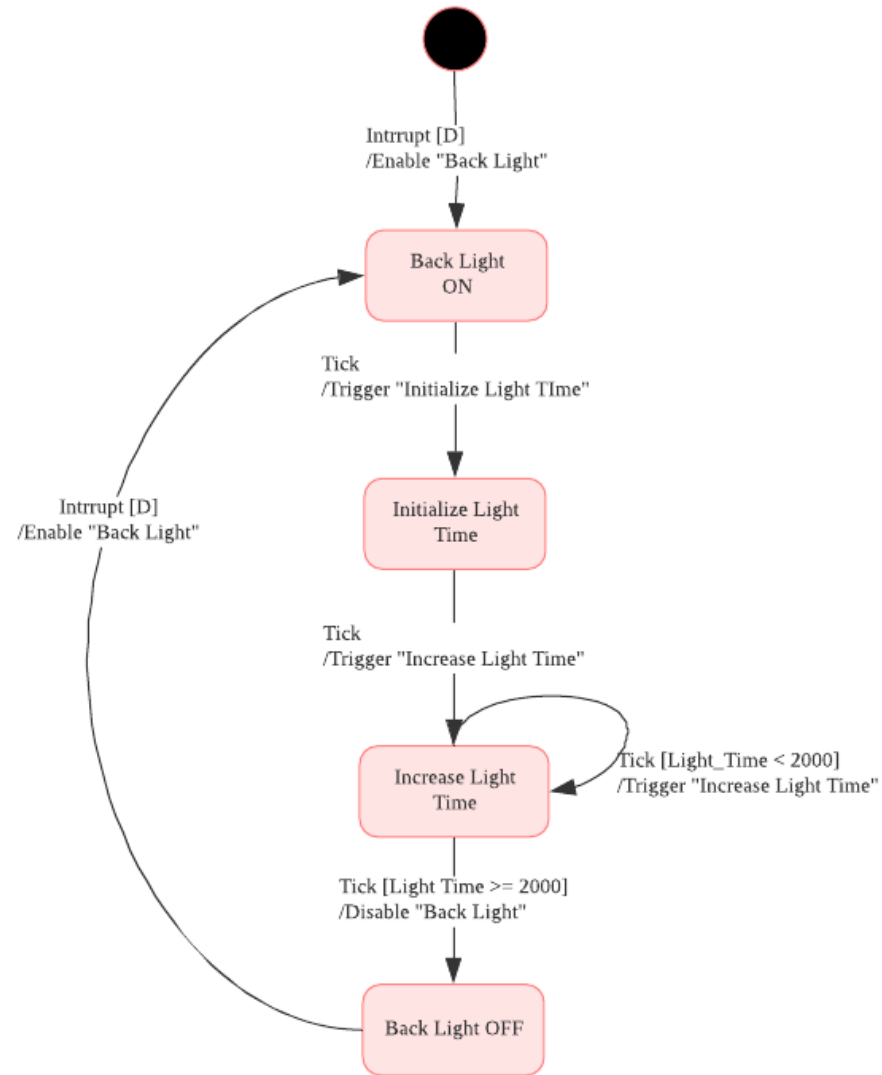 Intrrupt [D]
/Enable "Back Light"
Back Light
ON
Tick
/Trigger "Initialize Light TIme"
Intrrupt [D]
/Enable "Back Light"
Initialize Light
Time
Tick
/Trigger "Increase Light Time"
Increase Light
Time
Tick [Light_Time < 2000]
/Trigger "Increase Light Time"
Tick [Light Time >= 2000]
/Disable "Back Light"
Back Light OFF